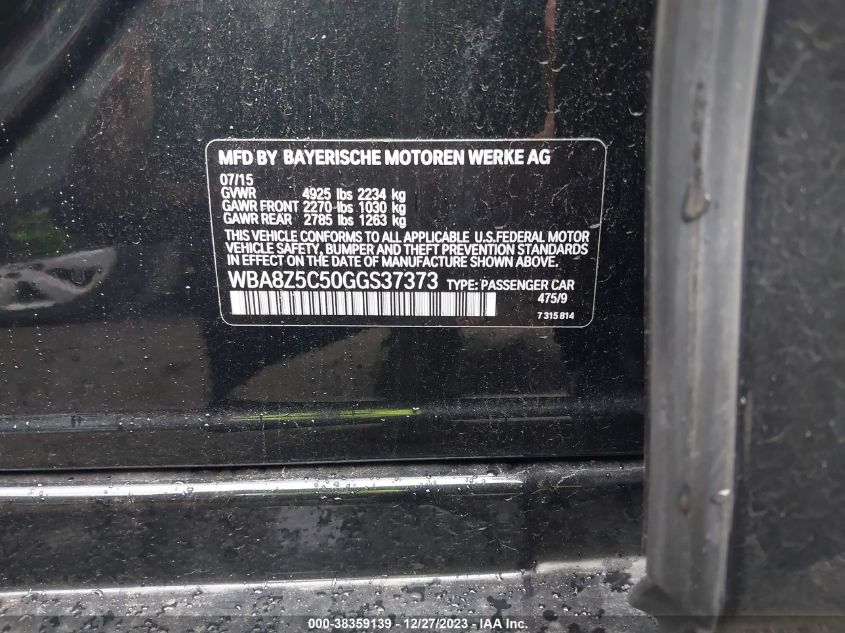 MFD BY BAYERISCHE MOTOREN WERKE AG
07/15
GVWR 4925 lbs 2234 kg
GAWR FRONT 2270 lbs 1030 kg
GAWR REAR 2785 lbs 1263 kg
THIS VEHICLE CONFORMS TO ALL APPLICABLE U.S.FEDERAL MOTOR
VEHICLE SAFETY, BUMPER AND THEFT PREVENTION STANDARDS
IN EFFECT ON THE DATE OF MANUFACTURE SHOWN ABOVE.
WBA8Z5C50GGS37373 TYPE: PASSENGER CAR
475/9
7 315 814
000-38359139 - 12/27/2023 - IAA Inc.